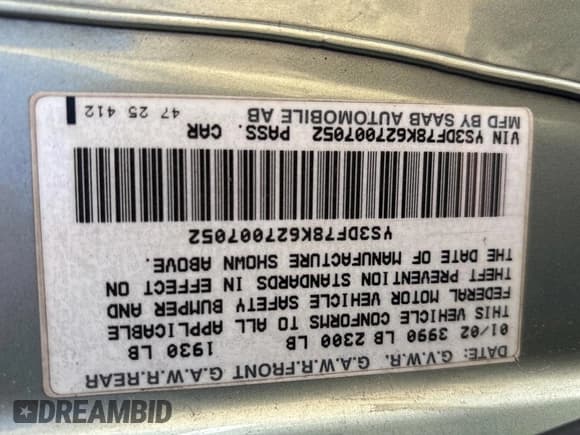 MFD BY SAAB AUTOMOBILE AB
VIN YS3DF78K627007052 PASS. CAR
47 25 412
YS3DF78K627007052
DATE: G.V.W.R. G.A.W.R.FRONT G.A.W.R.REAR
01/02 3990 LB 2300 LB 1930 LB
THIS VEHICLE CONFORMS TO ALL APPLICABLE
FEDERAL MOTOR VEHICLE SAFETY BUMPER AND
THEFT PREVENTION STANDARDS IN EFFECT ON
THE DATE OF MANUFACTURE SHOWN ABOVE.
DREAMBID